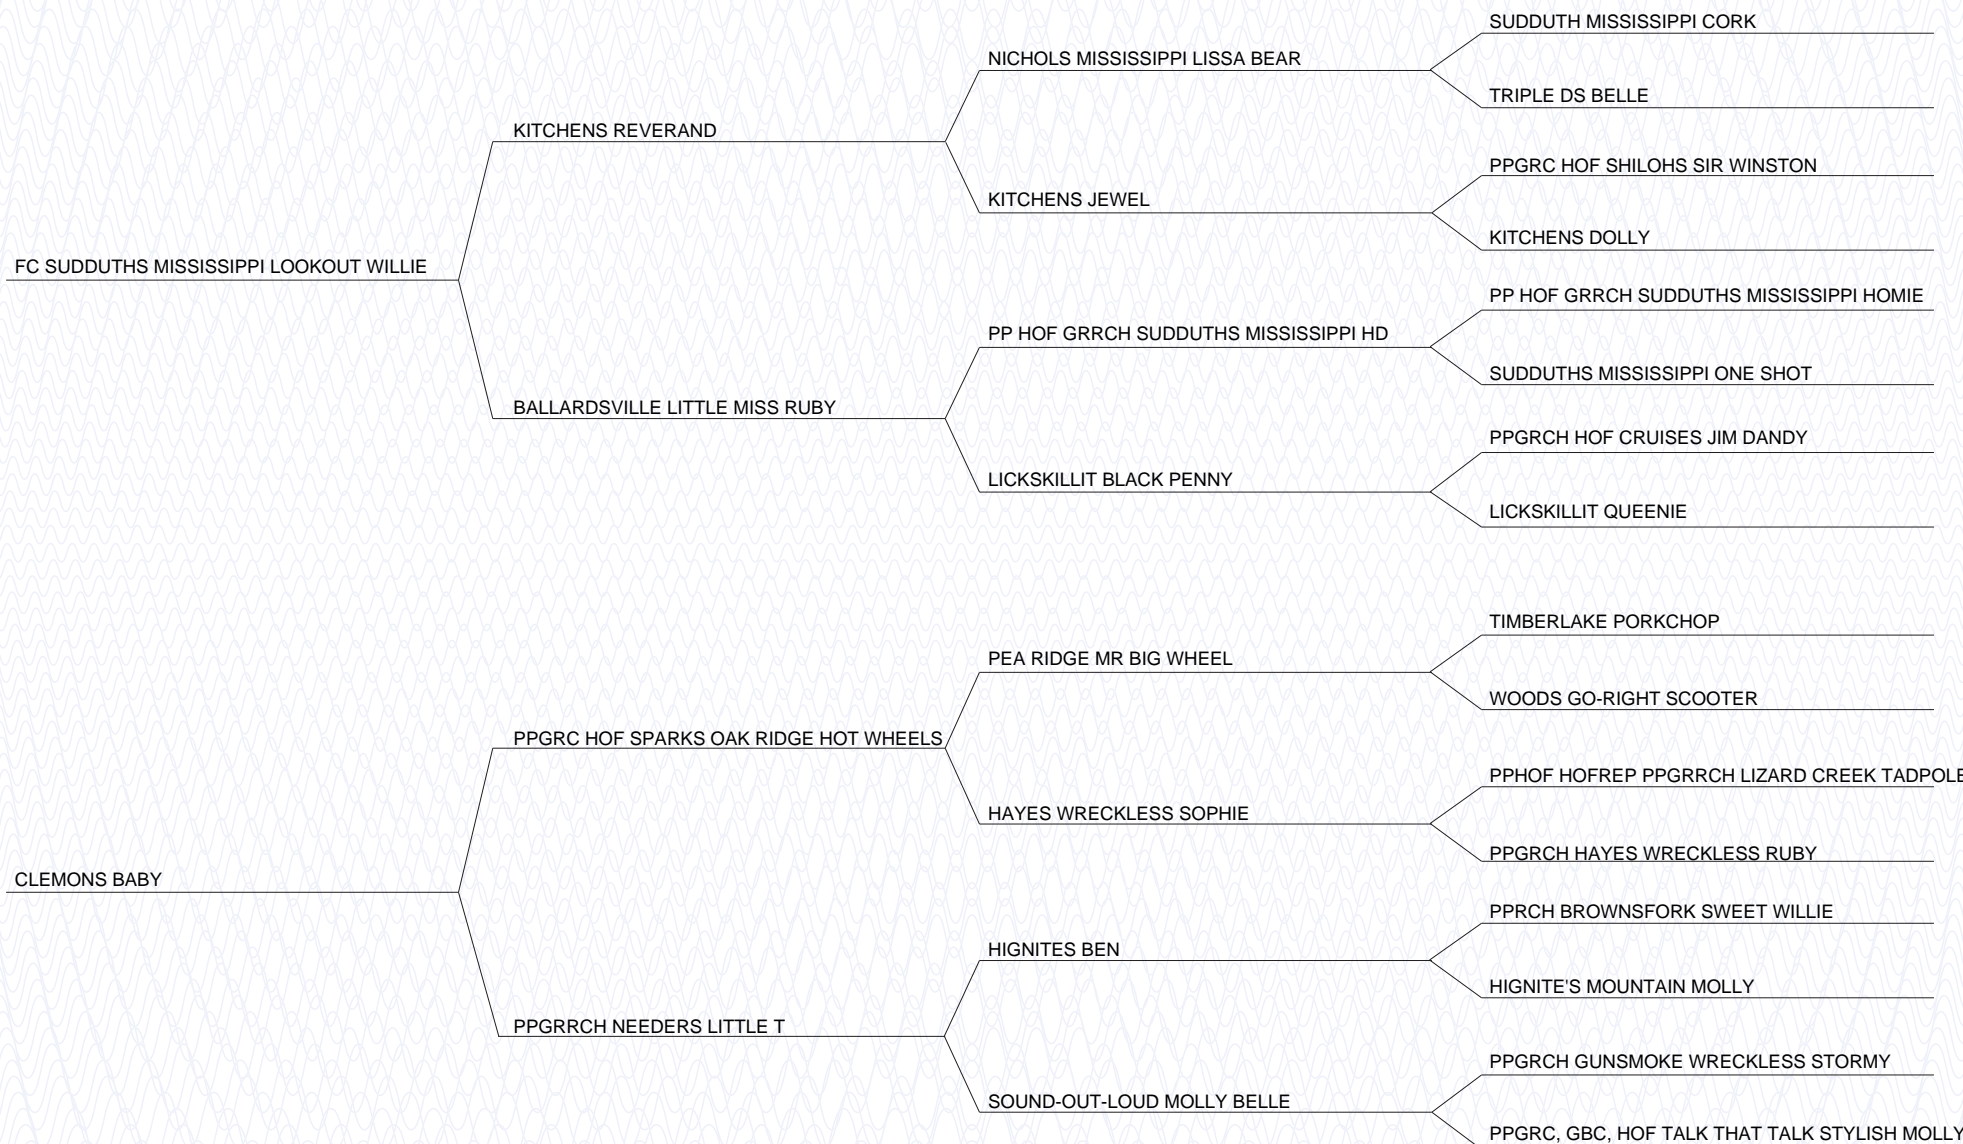 SUDDUTH MISSISSIPPI CORK
NICHOLS MISSISSIPPI LISSA BEAR
TRIPLE DS BELLE
KITCHENS REVERAND
PPGRC HOF SHILOHS SIR WINSTON
KITCHENS JEWEL
KITCHENS DOLLY
FC SUDDUTHS MISSISSIPPI LOOKOUT WILLIE
PP HOF GRRCH SUDDUTHS MISSISSIPPI HOMIE
PP HOF GRRCH SUDDUTHS MISSISSIPPI HD
SUDDUTHS MISSISSIPPI ONE SHOT
BALLARDSVILLE LITTLE MISS RUBY
PPGRCH HOF CRUISES JIM DANDY
LICKSKILLIT BLACK PENNY
LICKSKILLIT QUEENIE
TIMBERLAKE PORKCHOP
PEA RIDGE MR BIG WHEEL
WOODS GO-RIGHT SCOOTER
PPGRC HOF SPARKS OAK RIDGE HOT WHEELS
PPHOF HOFREP PPGRRCH LIZARD CREEK TADPOLE
HAYES WRECKLESS SOPHIE
PPGRCH HAYES WRECKLESS RUBY
CLEMONS BABY
PPRCH BROWNSFORK SWEET WILLIE
HIGNITES BEN
HIGNITE'S MOUNTAIN MOLLY
PPGRRCH NEEDERS LITTLE T
PPGRCH GUNSMOKE WRECKLESS STORMY
SOUND-OUT-LOUD MOLLY BELLE
PPGRC, GBC, HOF TALK THAT TALK STYLISH MOLLY